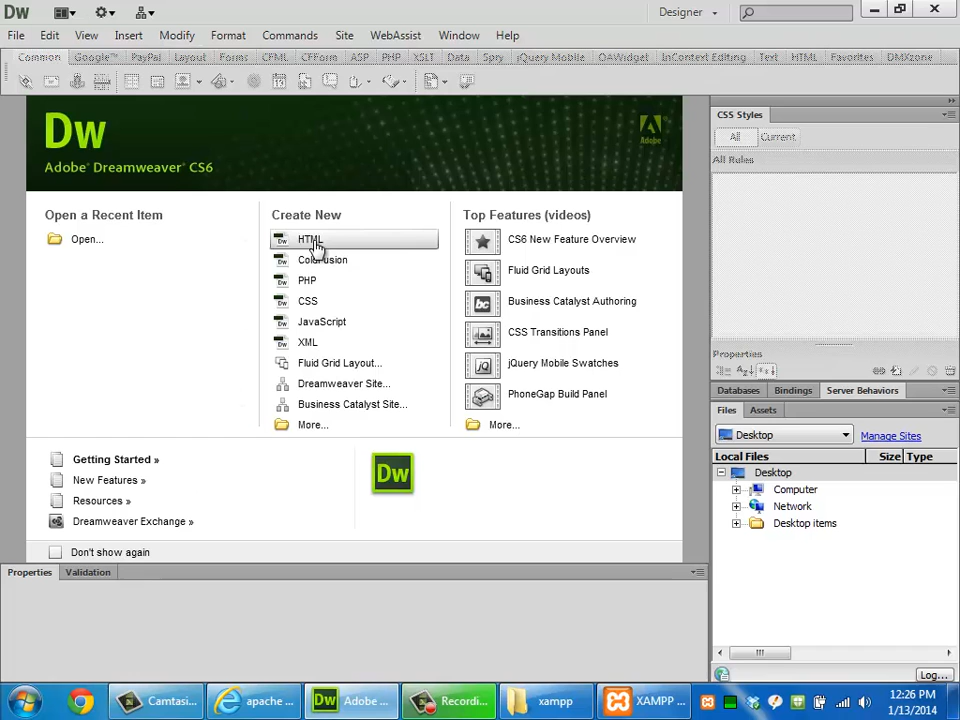 Dw
Designer
File Edit View Insert Modify Format Commands Site WebAssist Window Help
Common Google™ PayPal Layout Forms CFML CFForm ASP PHP XSLT Data Spry jQuery Mobile OAWidget InContext Editing Text HTML Favorites DMXzone
Dw
Adobe® Dreamweaver® CS6
Adobe
Open a Recent Item
Open...
Create New
HTML
ColdFusion
PHP
CSS
JavaScript
XML
Fluid Grid Layout...
Dreamweaver Site...
Business Catalyst Site...
More...
Top Features (videos)
CS6 New Feature Overview
Fluid Grid Layouts
Business Catalyst Authoring
CSS Transitions Panel
jQuery Mobile Swatches
PhoneGap Build Panel
More...
Getting Started »
New Features »
Resources »
Dreamweaver Exchange »
Dw
Don't show again
Properties Validation
CSS Styles
All Current
All Rules
Properties
Databases Bindings Server Behaviors
Files Assets
Desktop Manage Sites
Local Files Size Type
Desktop
Computer
Network
Desktop items
Log...
Camtasi...
apache ...
Adobe ...
Recordi...
xampp
XAMPP ...
12:26 PM
1/13/2014